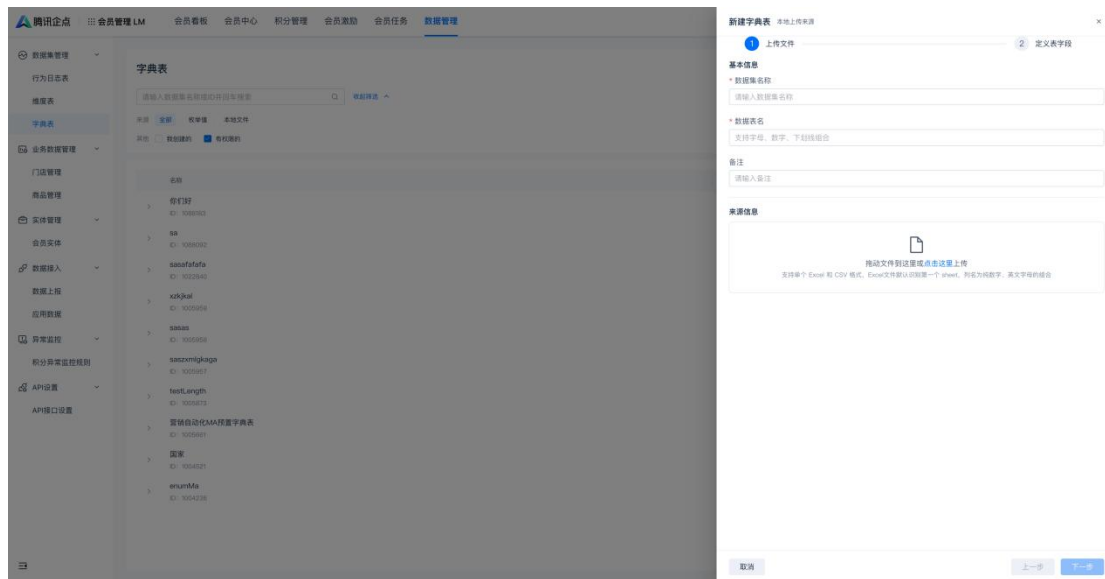 腾讯企点 会员管理 LM 会员看板 会员中心 积分管理 会员激励 会员任务 数据管理
数据集管理
行为日志表
维度表
字典表
业务数据管理
门店管理
商品管理
实体管理
会员实体
数据接入
数据上报
应用数据
异常监控
积分异常监控规则
API设置
API接口设置
字典表
请输入数据集名称或ID并回车搜索 收起筛选
来源 全部 枚举值 本地文件
其他 我创建的 有权限的
名称
你们好
sa
ID: 1089092
sasafafafa
ID: 1022640
xzkjkal
ID: 1005959
sasas
saszxmlgkaga
testLength
营销自动化MA预置字典表
国家
ID: 1004521
enumMa
ID: 1004239
新建字典表 本地上传来源
1 上传文件 2 定义表字段
基本信息
* 数据集名称
请输入数据集名称
* 数据表名
支持字母、数字、下划线组合
备注
请输入备注
来源信息
拖动文件到这里或点击这里上传
支持单个 Excel 和 CSV 格式，Excel文件默认识别第一个 sheet，列名为纯数字、英文字母的组合
取消 上一步 下一步